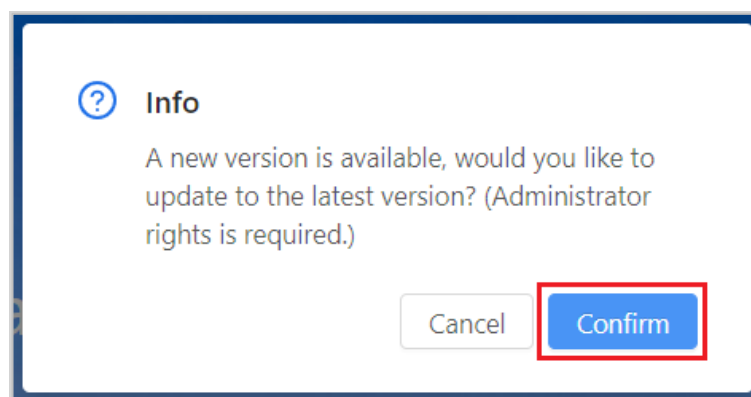 Info
A new version is available, would you like to
update to the latest version? (Administrator
rights is required.)
Cancel
Confirm